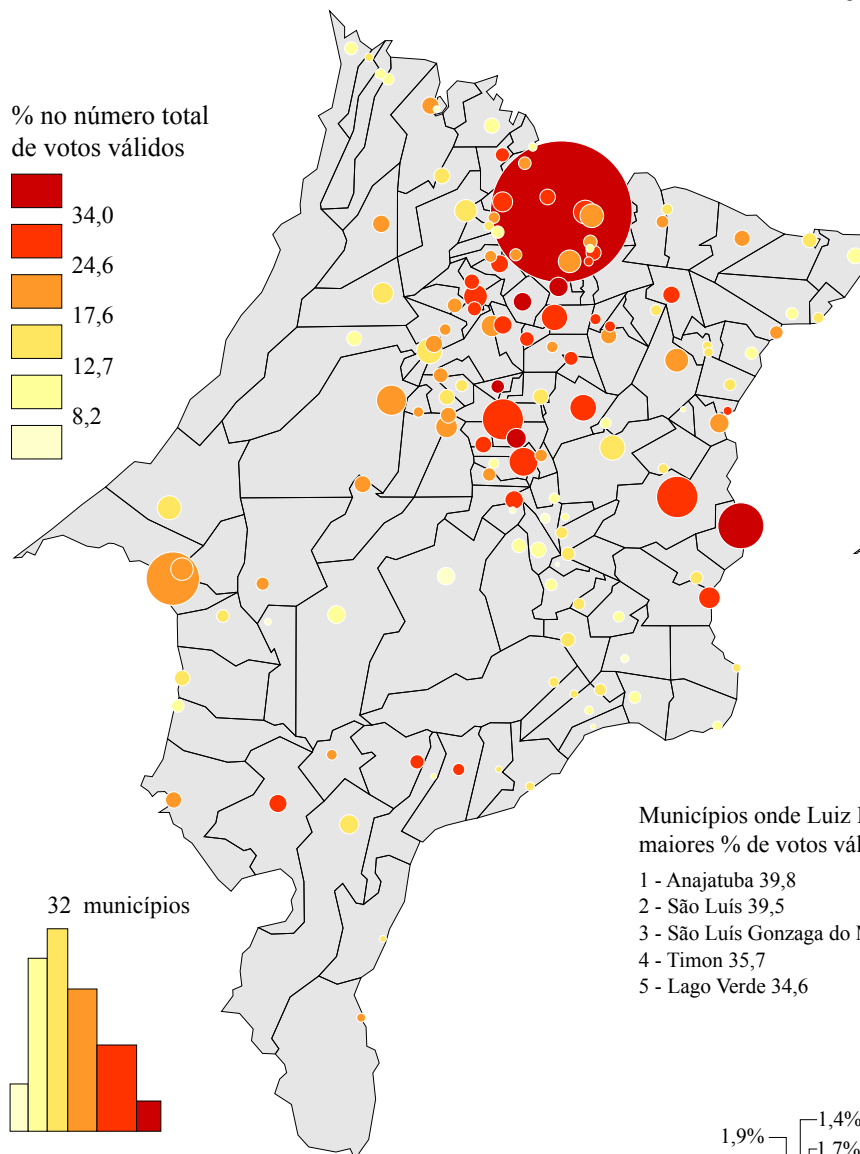 % no número total
de votos válidos
34,0
24,6
17,6
12,7
8,2
Municípios onde Luiz
maiores % de votos
1 - Anajatuba 39,8
2 - São Luís 39,5
3 - São Luís Gonzaga do
4 - Timon 35,7
5 - Lago Verde 34,6
32 municípios
1,4%
1,9%
1,7%